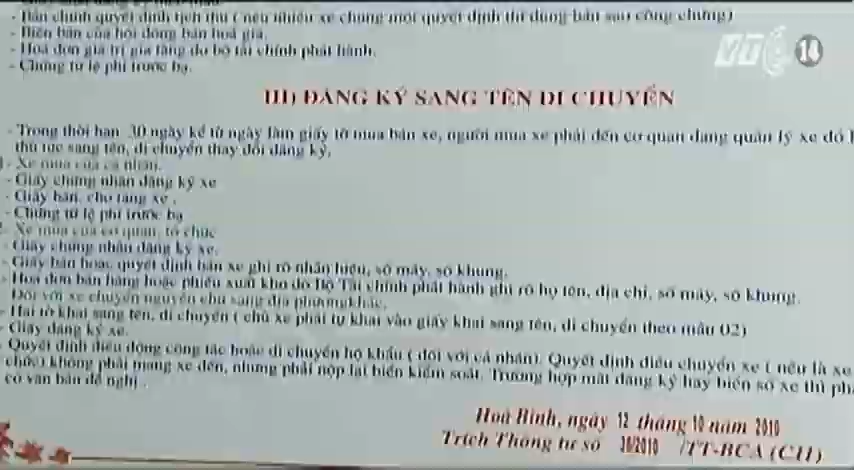 - Bản chính quyết định tịch thu ( nếu nhiều xe chung một quyết định thì dùng bản sao công chứng)
- Biên bản của hội đồng bán hoá giá.
- Hoá đơn giá trị gia tăng do bộ tài chính phát hành.
- Chứng từ lệ phí trước bạ.
VTC 14
III) ĐĂNG KÝ SANG TÊN DI CHUYỂN
- Trong thời hạn 30 ngày kể từ ngày làm giấy tờ mua bán xe, người mua xe phải đến cơ quan đang quản lý xe đó
thủ tục sang tên, di chuyển thay đổi đăng ký.
- Xe mua của cá nhân.
- Giấy chứng nhận đăng ký xe
- Giấy bán, cho tặng xe .
- Chứng từ lệ phí trước bạ
- Xe mua của cơ quan, tổ chức
- Giấy chứng nhận đăng ký xe.
- Giấy bán hoặc quyết định bán xe ghi rõ nhãn hiệu, số máy, số khung.
- Hoá đơn bán hàng hoặc phiếu xuất kho do Bộ Tài chính phát hành ghi rõ họ tên, địa chỉ, số máy, số khung.
Đối với xe chuyển nguyên chủ sang địa phương khác.
- Hai tờ khai sang tên, di chuyển ( chủ xe phải tự khai vào giấy khai sang tên, di chuyển theo mẫu 02)
- Giấy đăng ký xe.
Quyết định điều động công tác hoặc di chuyển hộ khẩu ( đối với cá nhân). Quyết định điều chuyển xe ( nếu là xe
chức) không phải mang xe đến, nhưng phải nộp lại biển kiểm soát. Trường hợp mất đăng ký hay biển số xe thì
có văn bản đề nghị .
Hoà Bình, ngày 12 tháng 10 năm 2010
Trích Thông tư số 36/2010 /TT-BCA (C11)